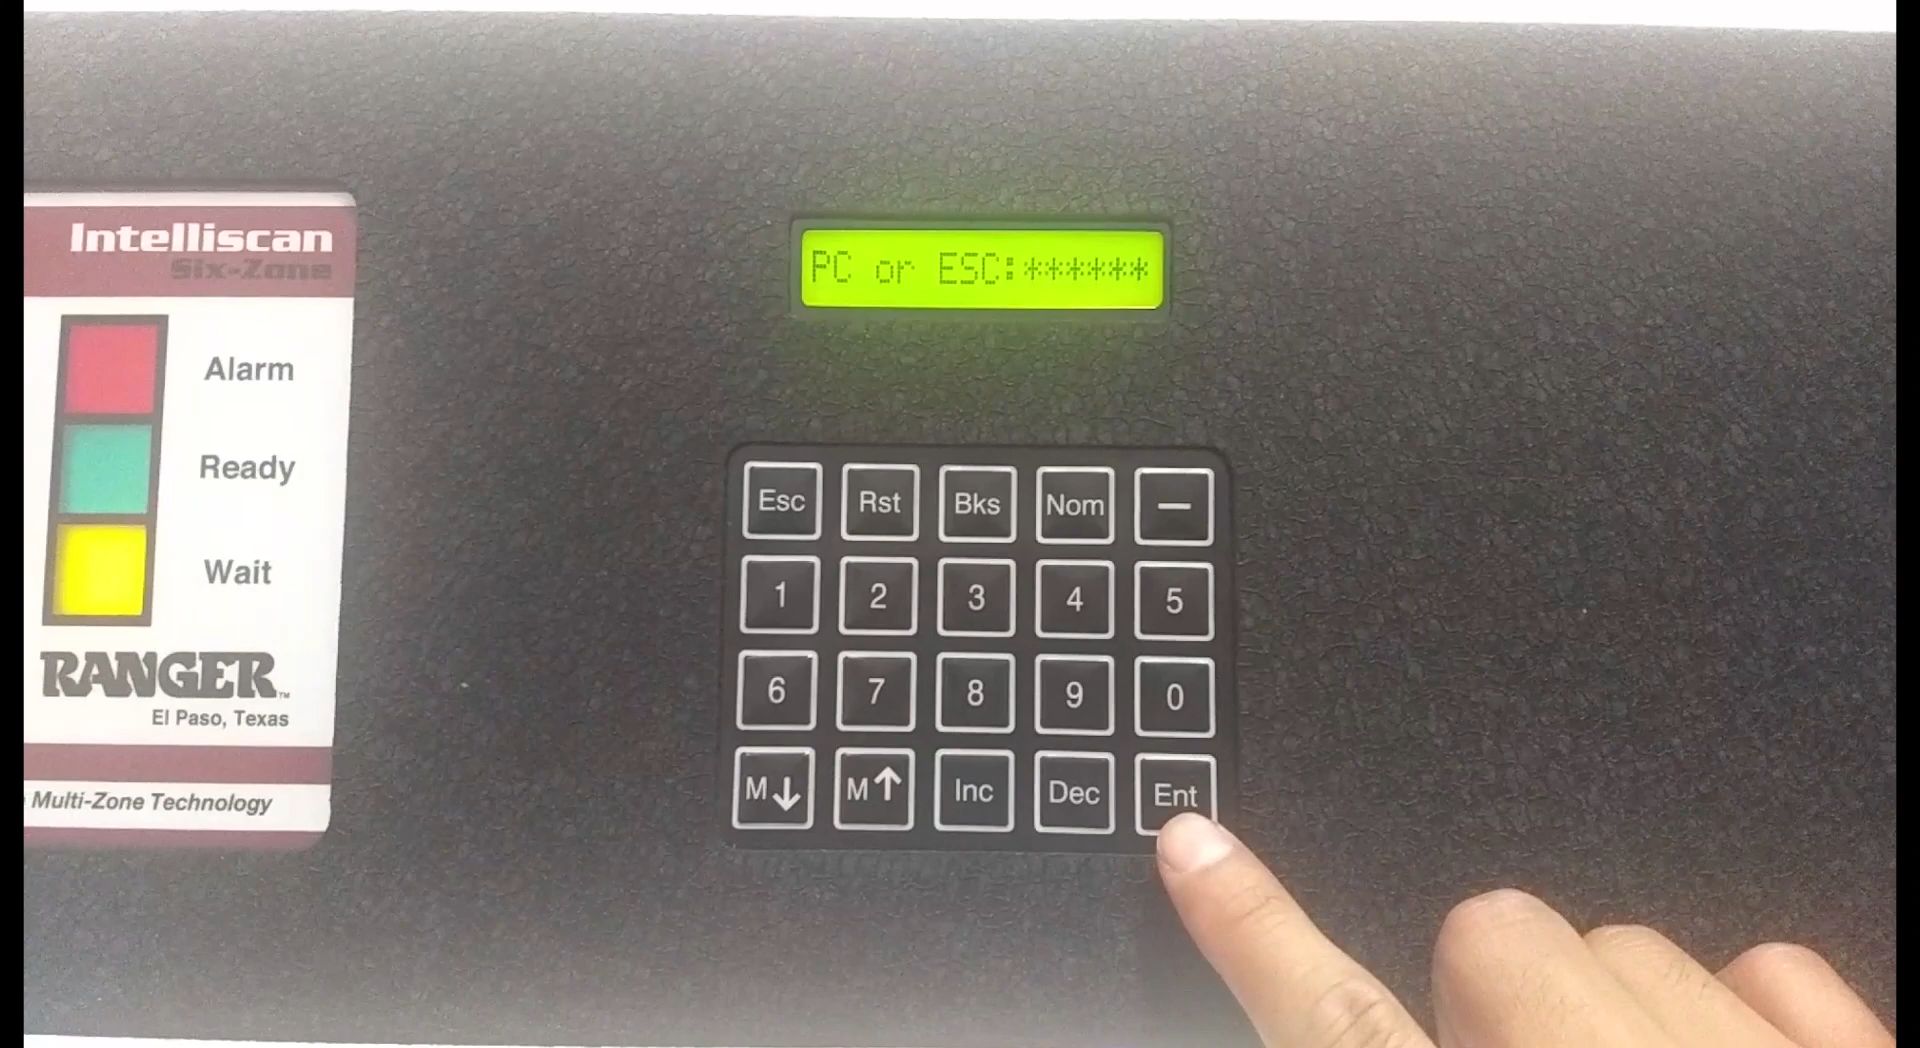 Intelliscan
Six-Zone
Alarm
Ready
Wait
RANGER™
El Paso, Texas
Multi-Zone Technology
PC or ESC:******
Esc Rst Bks Nom —
1 2 3 4 5
6 7 8 9 0
M↓ M↑ Inc Dec Ent